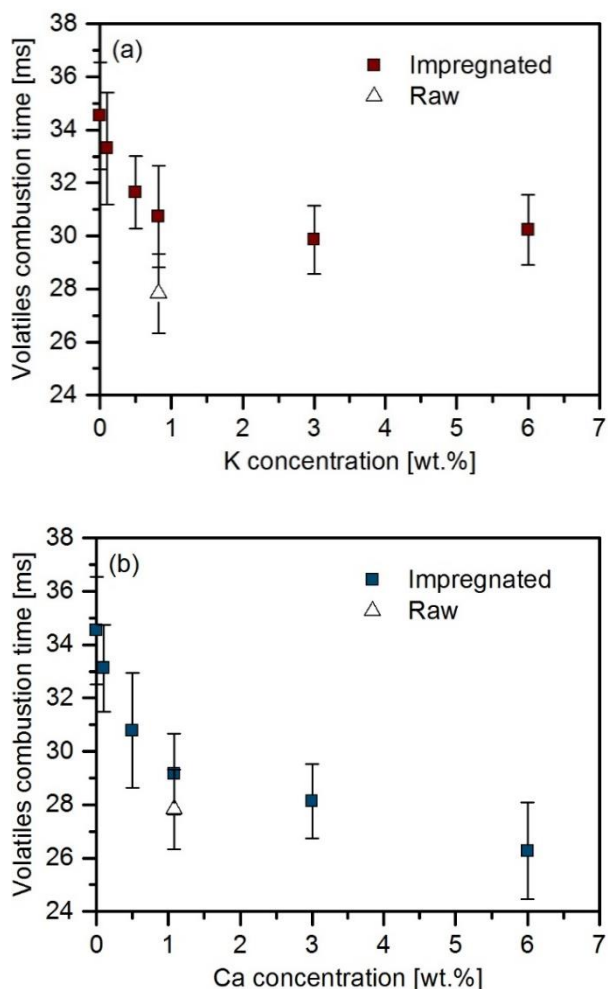 38
(a)
Impregnated
Raw
36
34
32
30
28
26
24
Volatiles combustion time [ms]
0 1 2 3 4 5 6 7
K concentration [wt.%]
38
(b)
Impregnated
Raw
36
34
32
30
28
26
24
Volatiles combustion time [ms]
0 1 2 3 4 5 6 7
Ca concentration [wt.%]